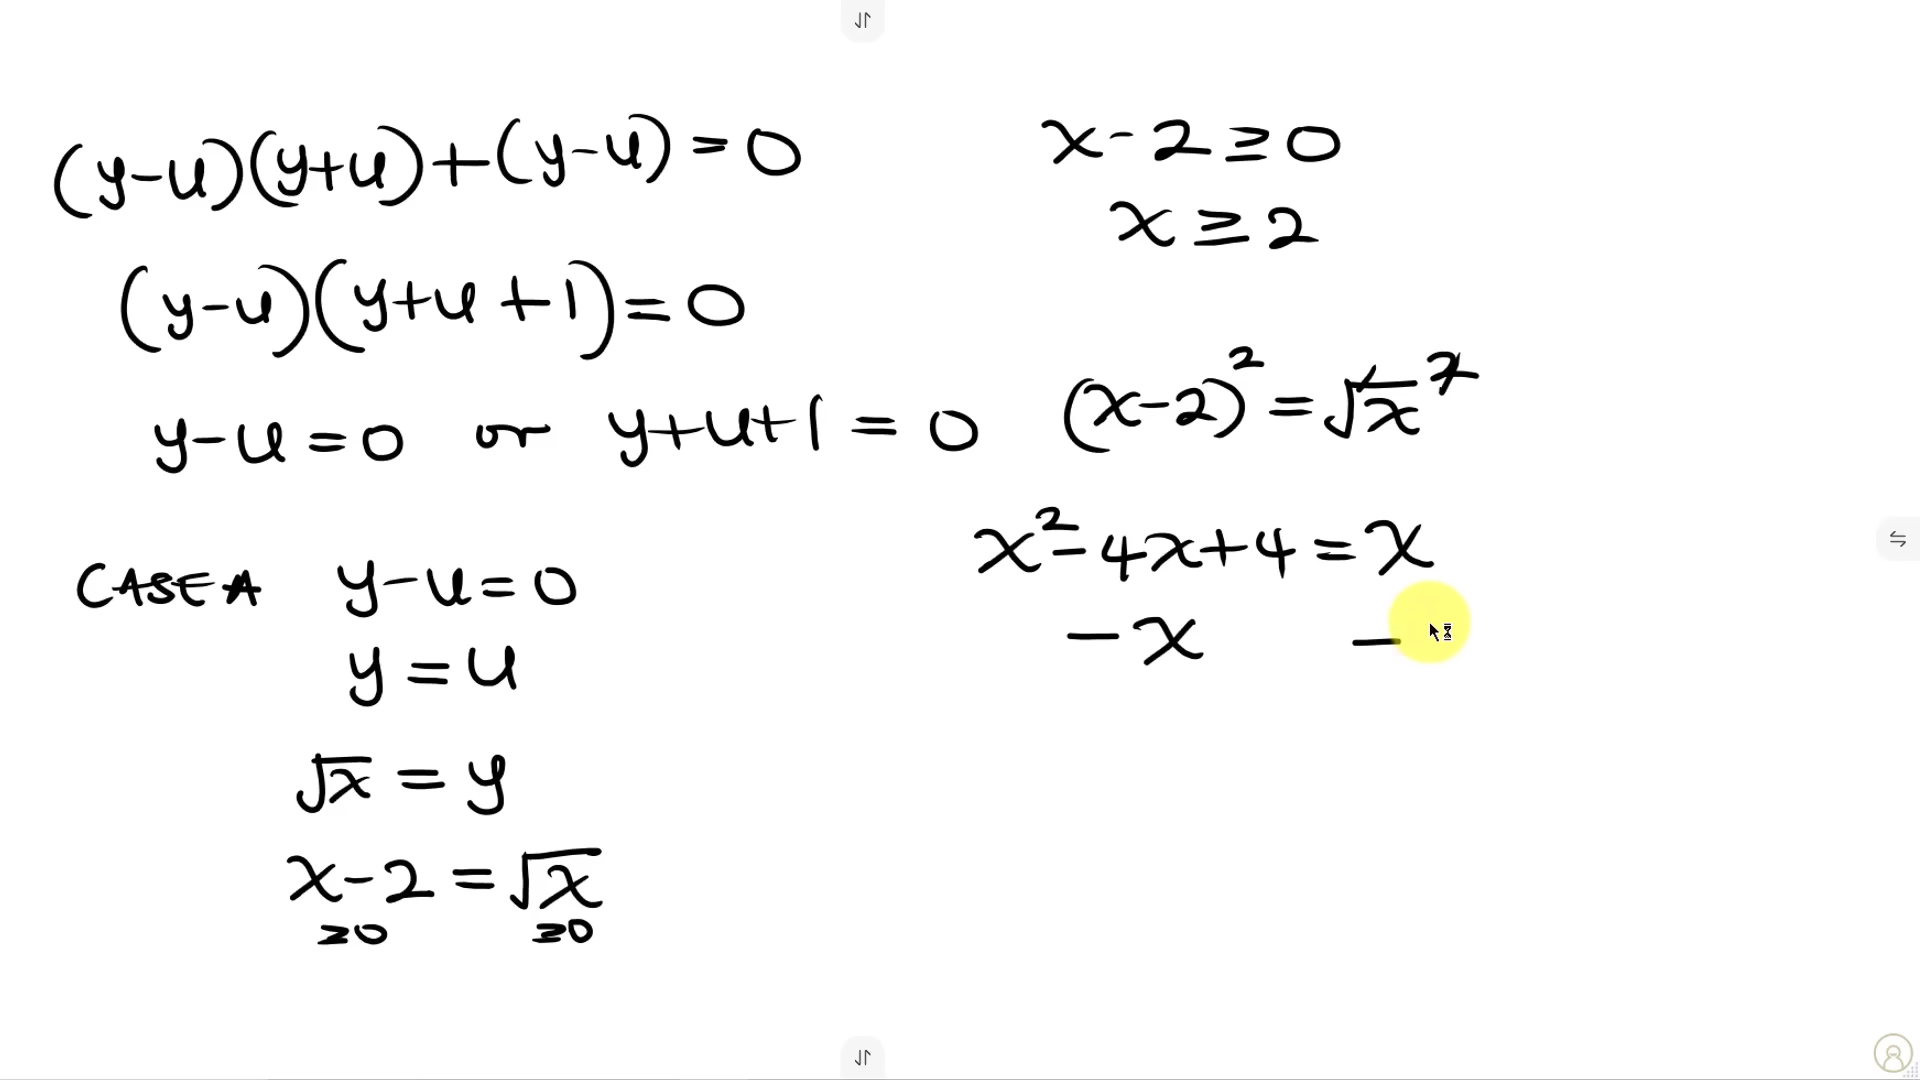 (y-u)(y+u)+(y-u)=0
(y-u)(y+u+1)=0
y-u=0 or y+u+1=0
CASE A y-u=0
y=u
√x=y
x-2=√x
≥0 ≥0
x-2≥0
x≥2
(x-2)²=√x²
x²-4x+4=x
-x -